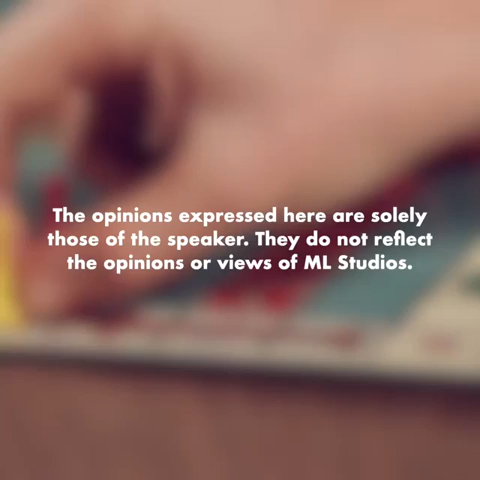 The opinions expressed here are solely
those of the speaker. They do not reflect
the opinions or views of ML Studios.